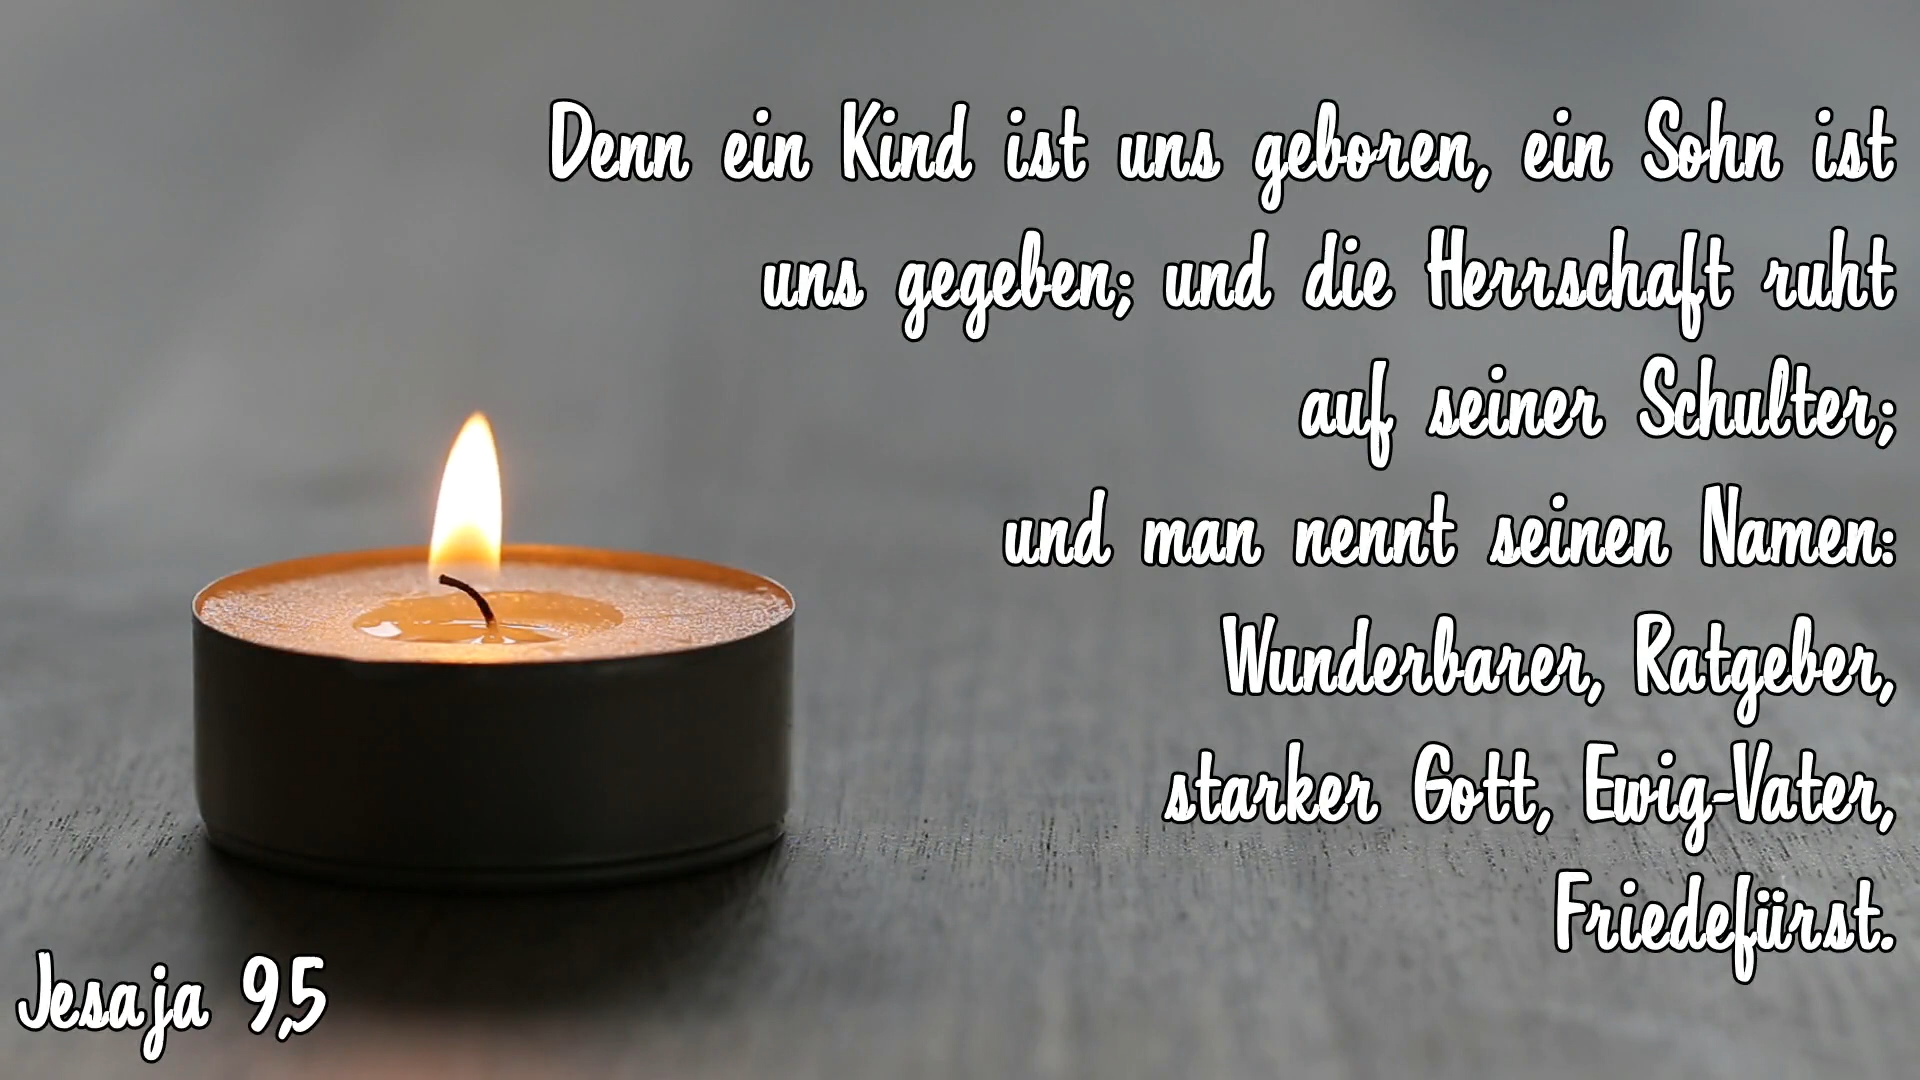 Denn ein Kind ist uns geboren, ein Sohn ist
uns gegeben; und die Herrschaft ruht
auf seiner Schulter;
und man nennt seinen Namen:
Wunderbarer, Ratgeber,
starker Gott, Ewig-Vater,
Friedefürst.
Jesaja 9,5